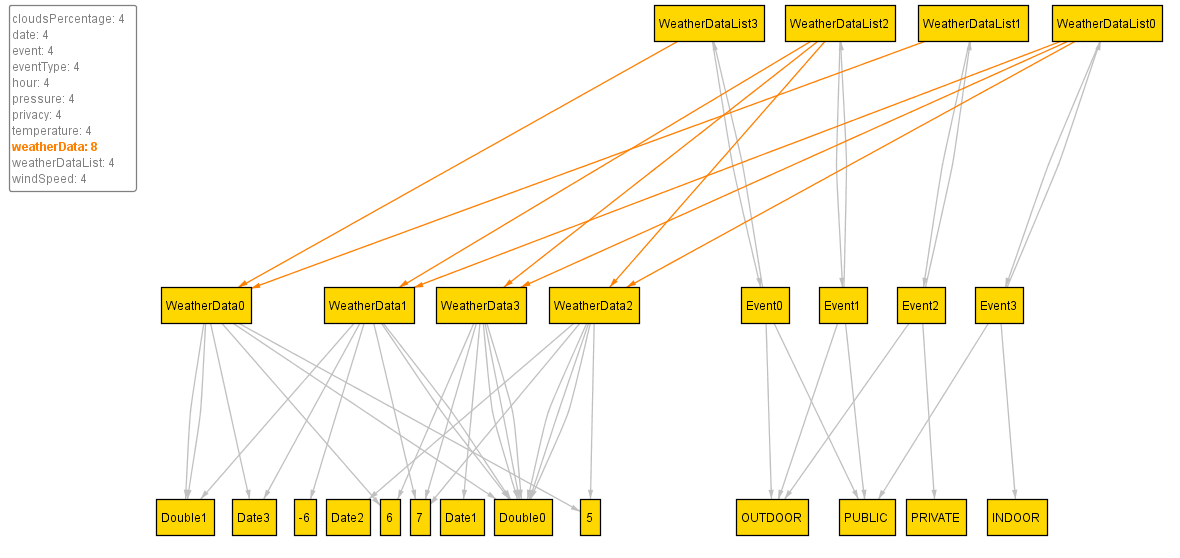 cloudsPercentage: 4
date: 4
event: 4
eventType: 4
hour: 4
pressure: 4
privacy: 4
temperature: 4
weatherData: 8
weatherDataList: 4
windSpeed: 4
WeatherDataList3 WeatherDataList2 WeatherDataList1 WeatherDataList0
WeatherData0 WeatherData1 WeatherData3 WeatherData2 Event0 Event1 Event2 Event3
Double1 Date3 -6 Date2 6 7 Date1 Double0 5 OUTDOOR PUBLIC PRIVATE INDOOR